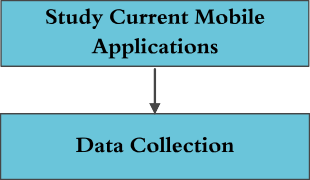 Study Current Mobile
Applications
Data Collection